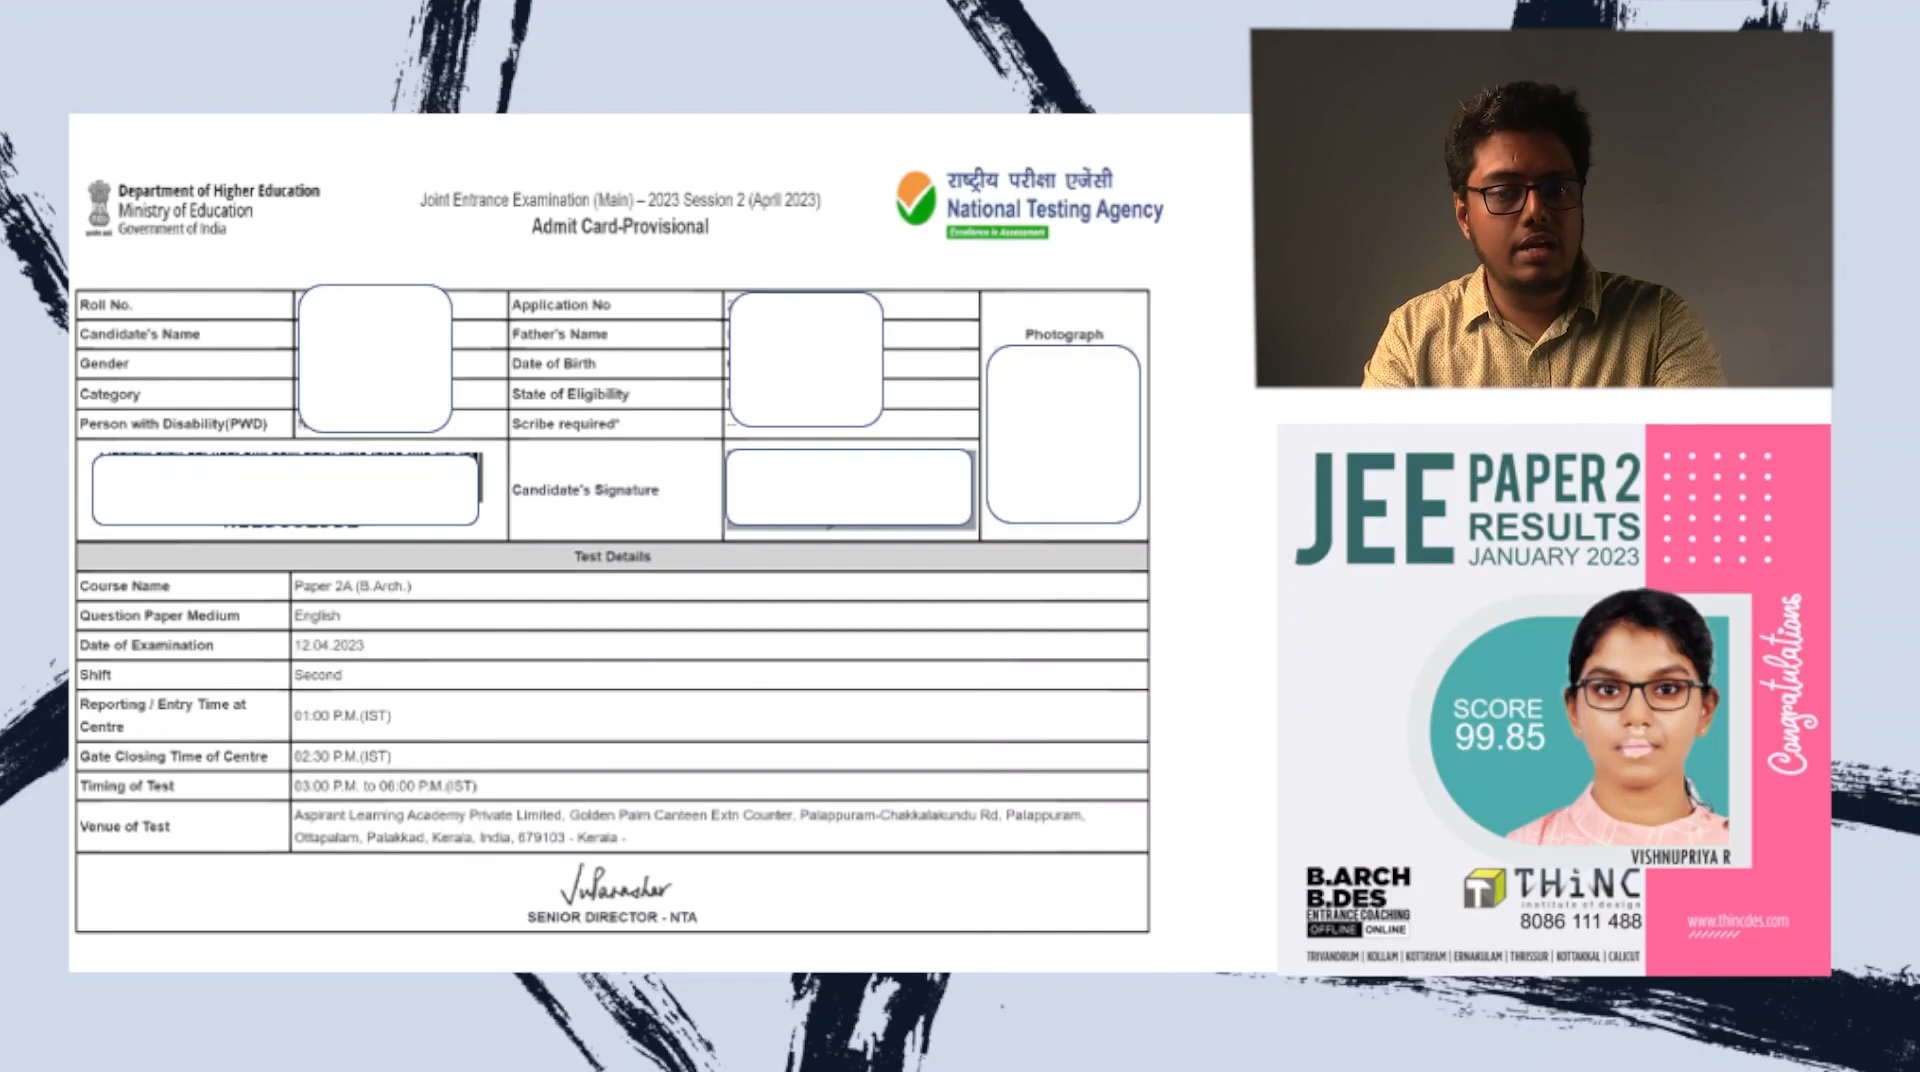 Department of Higher Education
Ministry of Education
Government of India
Joint Entrance Examination (Main) – 2023 Session 2 (April 2023)
Admit Card-Provisional
राष्ट्रीय परीक्षा एजेंसी
National Testing Agency
Excellence in Assessment
Roll No.
Application No
Candidate's Name
Father's Name
Photograph
Gender
Date of Birth
Category
State of Eligibility
Person with Disability(PWD)
Scribe required*
Candidate's Signature
Test Details
Course Name
Paper 2A (B.Arch.)
Question Paper Medium
English
Date of Examination
12.04.2023
Shift
Second
Reporting / Entry Time at
Centre
01:00 P.M.(IST)
Gate Closing Time of Centre
02:30 P.M.(IST)
Timing of Test
03:00 P.M. to 06:00 P.M.(IST)
Venue of Test
Aspirant Learning Academy Private Limited, Golden Palm Canteen Extn Counter, Palappuram-Chakkalakundu Rd, Palappuram,
Ottapalam, Palakkad, Kerala, India, 679103 - Kerala -
SENIOR DIRECTOR - NTA
JEE PAPER 2
RESULTS
JANUARY 2023
Congratulations
SCORE
99.85
VISHNUPRIYA R
B.ARCH
B.DES
ENTRANCE COACHING
OFFLINE ONLINE
T THiNC
institute of design
8086 111 488
www.thincdes.com
TRIVANDRUM | KOLLAM | KOTTAYAM | ERNAKULAM | THRISSUR | KOTTAKKAL | CALICUT